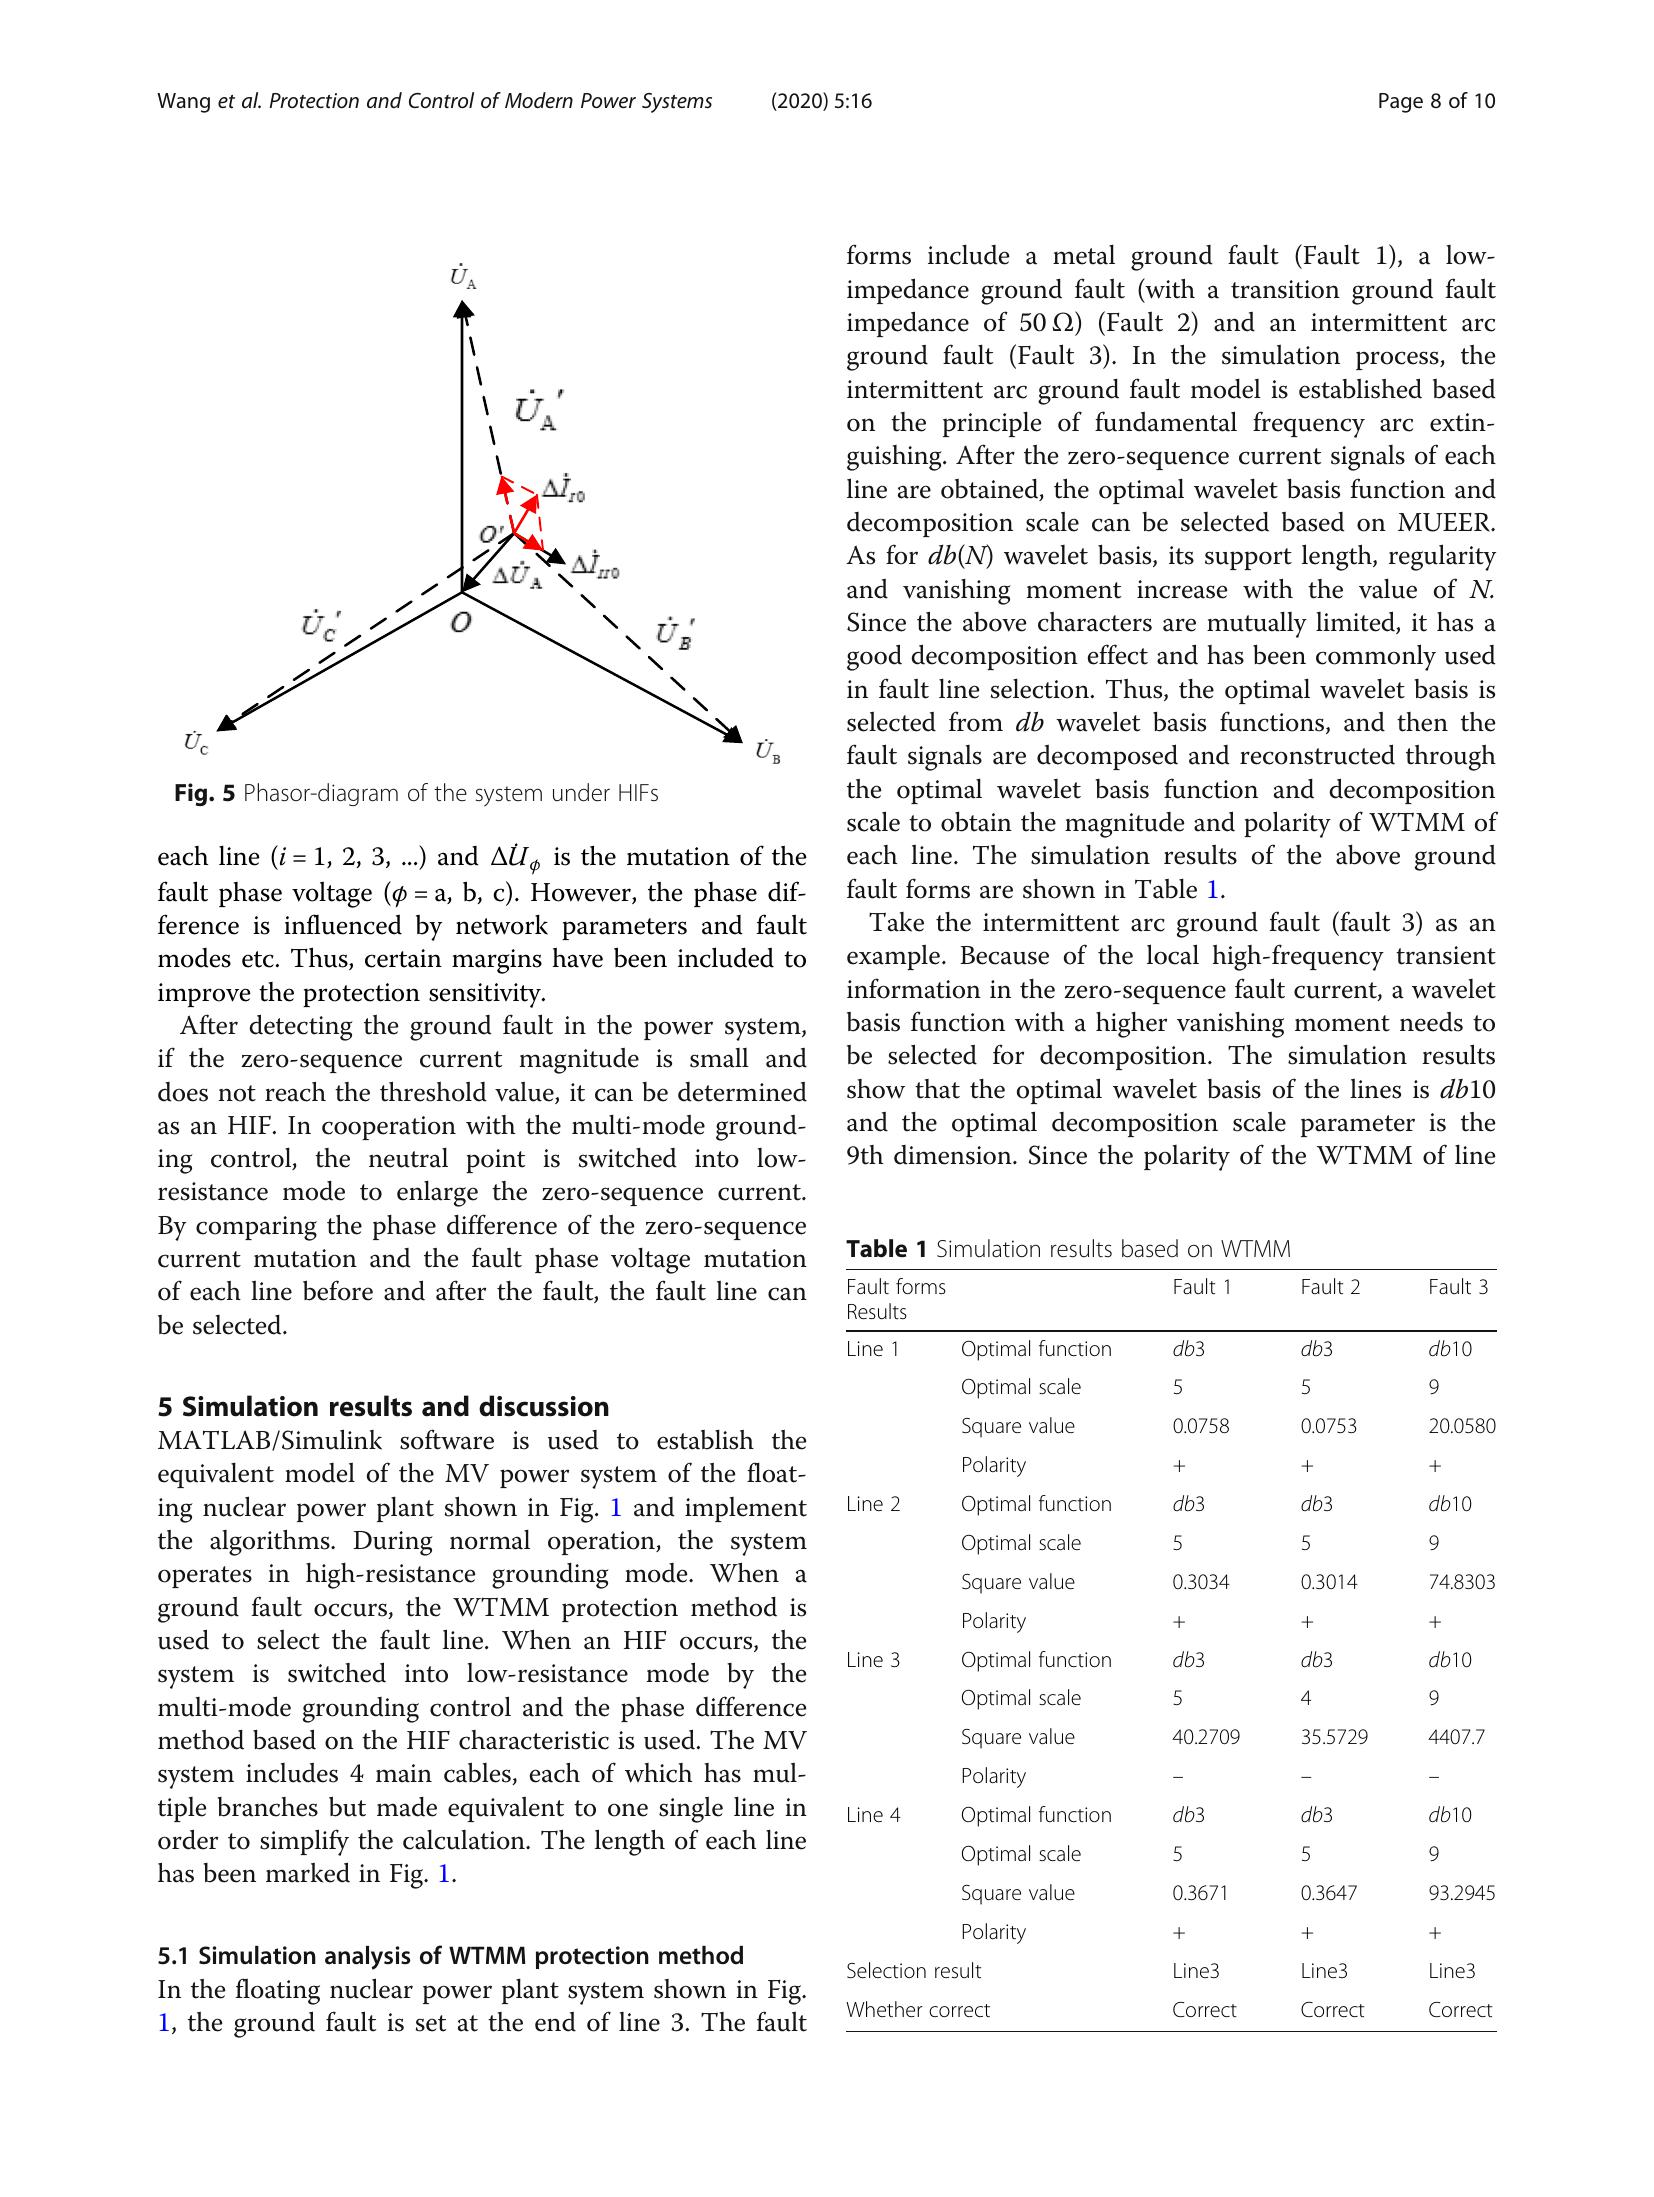 Wang et al. Protection and Control of Modern Power Systems (2020) 5:16 Page 8 of 10
U̇A
U̇A′
O′
Δİr0
Δİrr0
ΔU̇A
U̇C′
O
U̇B′
U̇C
U̇B
Fig. 5 Phasor-diagram of the system under HIFs
each line (i = 1, 2, 3, ...) and ΔU̇ϕ is the mutation of the
fault phase voltage (ϕ = a, b, c). However, the phase dif-
ference is influenced by network parameters and fault
modes etc. Thus, certain margins have been included to
improve the protection sensitivity.
After detecting the ground fault in the power system,
if the zero-sequence current magnitude is small and
does not reach the threshold value, it can be determined
as an HIF. In cooperation with the multi-mode ground-
ing control, the neutral point is switched into low-
resistance mode to enlarge the zero-sequence current.
By comparing the phase difference of the zero-sequence
current mutation and the fault phase voltage mutation
of each line before and after the fault, the fault line can
be selected.
5 Simulation results and discussion
MATLAB/Simulink software is used to establish the
equivalent model of the MV power system of the float-
ing nuclear power plant shown in Fig. 1 and implement
the algorithms. During normal operation, the system
operates in high-resistance grounding mode. When a
ground fault occurs, the WTMM protection method is
used to select the fault line. When an HIF occurs, the
system is switched into low-resistance mode by the
multi-mode grounding control and the phase difference
method based on the HIF characteristic is used. The MV
system includes 4 main cables, each of which has mul-
tiple branches but made equivalent to one single line in
order to simplify the calculation. The length of each line
has been marked in Fig. 1.
5.1 Simulation analysis of WTMM protection method
In the floating nuclear power plant system shown in Fig.
1, the ground fault is set at the end of line 3. The fault
forms include a metal ground fault (Fault 1), a low-
impedance ground fault (with a transition ground fault
impedance of 50 Ω) (Fault 2) and an intermittent arc
ground fault (Fault 3). In the simulation process, the
intermittent arc ground fault model is established based
on the principle of fundamental frequency arc extin-
guishing. After the zero-sequence current signals of each
line are obtained, the optimal wavelet basis function and
decomposition scale can be selected based on MUEER.
As for db(N) wavelet basis, its support length, regularity
and vanishing moment increase with the value of N.
Since the above characters are mutually limited, it has a
good decomposition effect and has been commonly used
in fault line selection. Thus, the optimal wavelet basis is
selected from db wavelet basis functions, and then the
fault signals are decomposed and reconstructed through
the optimal wavelet basis function and decomposition
scale to obtain the magnitude and polarity of WTMM of
each line. The simulation results of the above ground
fault forms are shown in Table 1.
Take the intermittent arc ground fault (fault 3) as an
example. Because of the local high-frequency transient
information in the zero-sequence fault current, a wavelet
basis function with a higher vanishing moment needs to
be selected for decomposition. The simulation results
show that the optimal wavelet basis of the lines is db10
and the optimal decomposition scale parameter is the
9th dimension. Since the polarity of the WTMM of line
Table 1 Simulation results based on WTMM
Fault forms Fault 1 Fault 2 Fault 3
Results
Line 1 Optimal function db3 db3 db10
Optimal scale 5 5 9
Square value 0.0758 0.0753 20.0580
Polarity + + +
Line 2 Optimal function db3 db3 db10
Optimal scale 5 5 9
Square value 0.3034 0.3014 74.8303
Polarity + + +
Line 3 Optimal function db3 db3 db10
Optimal scale 5 4 9
Square value 40.2709 35.5729 4407.7
Polarity – – –
Line 4 Optimal function db3 db3 db10
Optimal scale 5 5 9
Square value 0.3671 0.3647 93.2945
Polarity + + +
Selection result Line3 Line3 Line3
Whether correct Correct Correct Correct